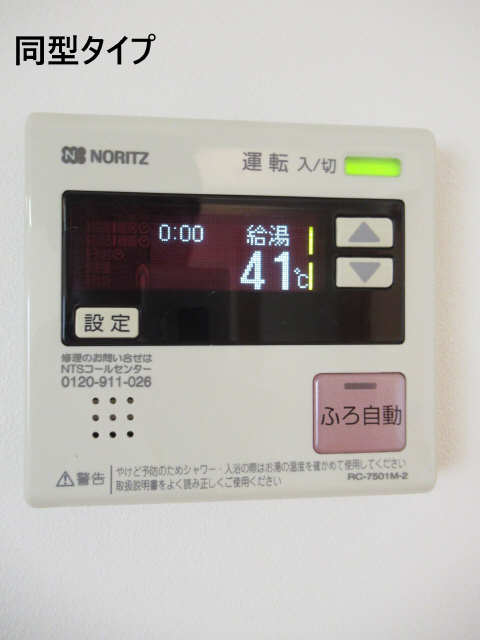 同型タイプ
NORITZ
運転 入/切
0:00 給湯
41℃
設定
修理のお問い合せは
NTSコールセンター
0120-911-026
ふろ自動
警告
やけど予防のためシャワー・入浴の際はお湯の温度を確かめて使用してください
取扱説明書をよく読み正しくご使用ください
RC-7501M-2